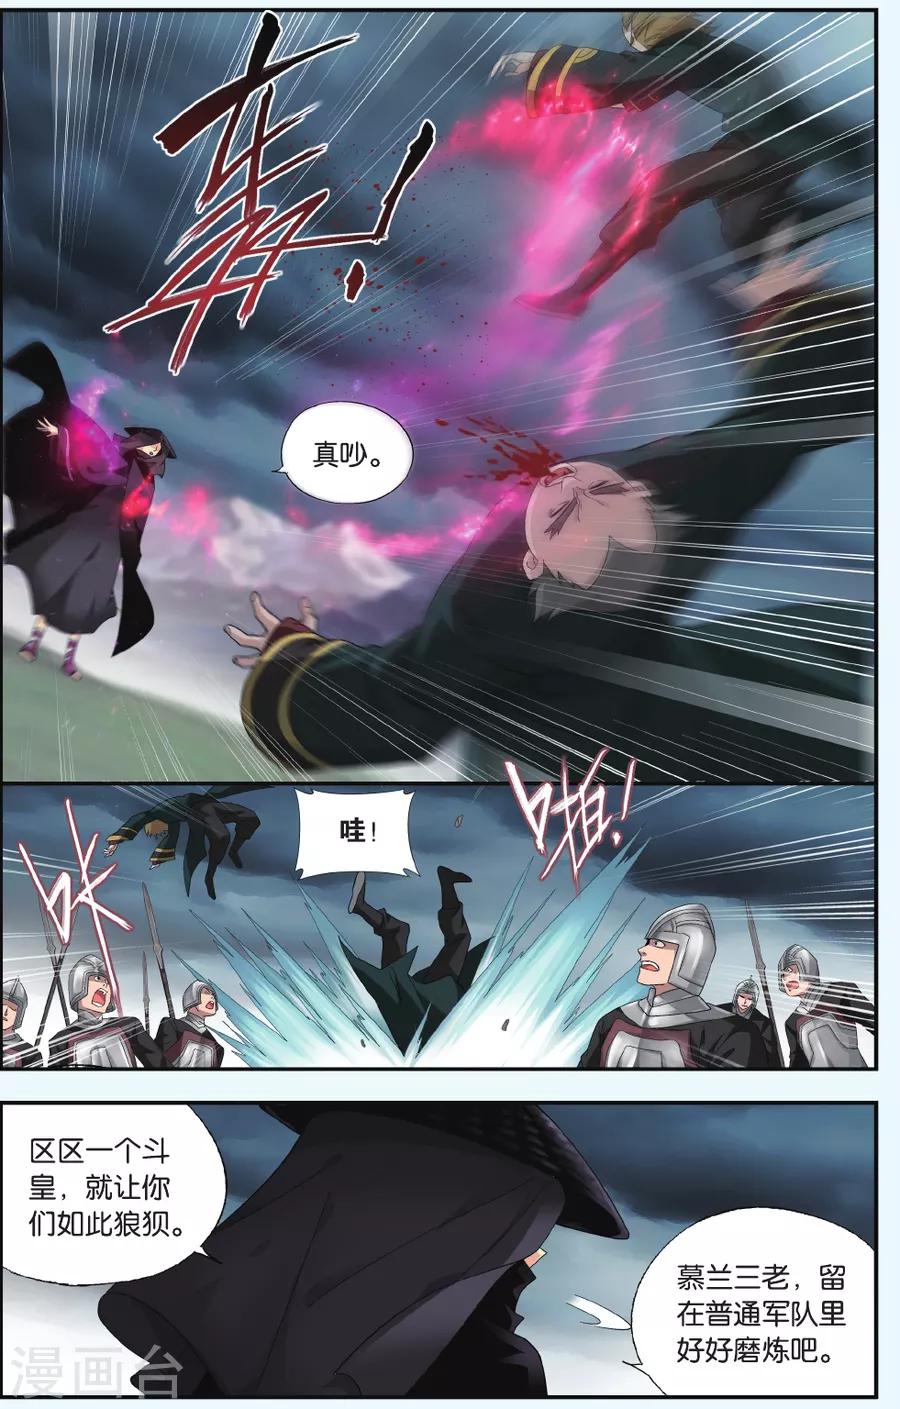 轰！
真吵。
哇！
啪！
咔
区区一个斗
皇，就让你
们如此狼狈。
慕兰三老，留
在普通军队里
好好磨炼吧。
漫画台